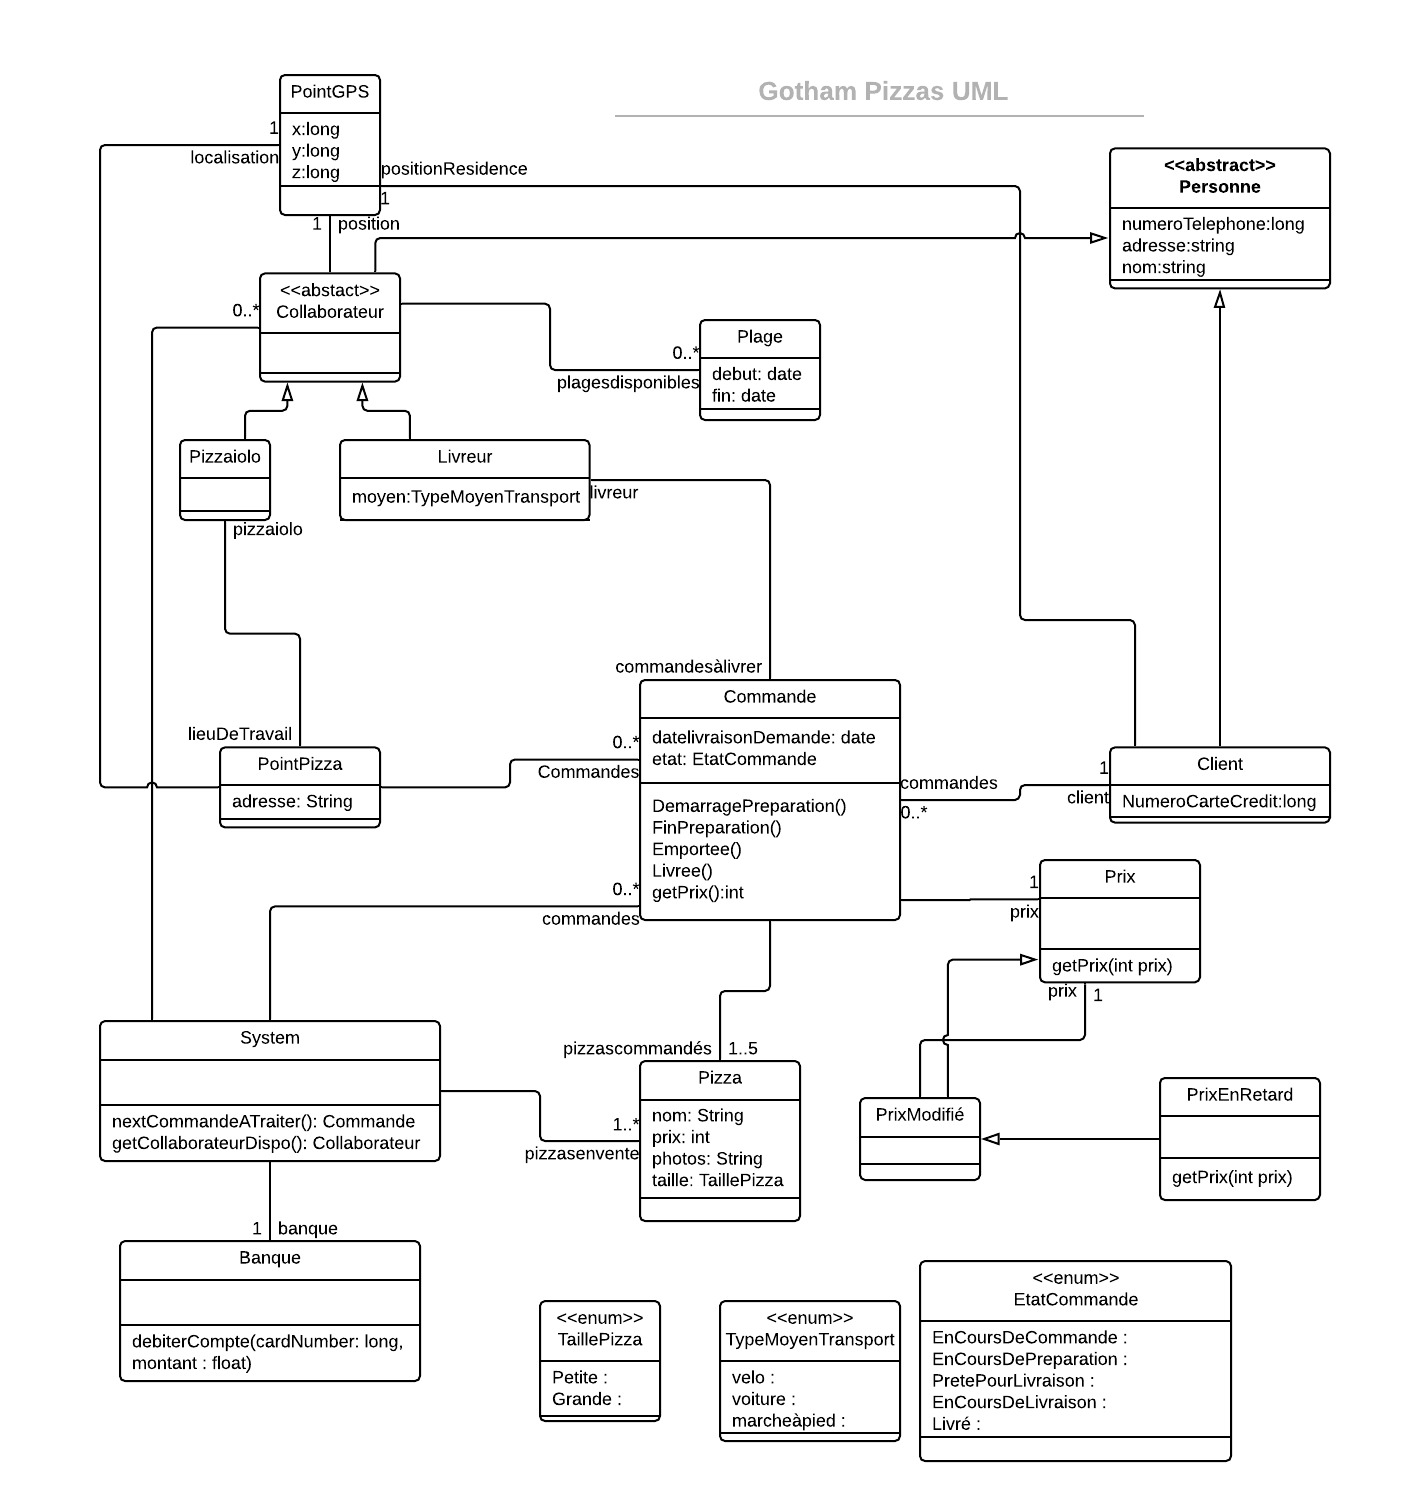 Gotham Pizzas UML
PointGPS
x:long
y:long
z:long
1
localisation
positionResidence
1
1
position
<<abstract>>
Personne
numeroTelephone:long
adresse:string
nom:string
<<abstact>>
Collaborateur
0..*
Plage
debut: date
fin: date
0..*
plagesdisponibles
Pizzaiolo
pizzaiolo
Livreur
moyen:TypeMoyenTransport
livreur
commandesàlivrer
Commande
datelivraisonDemande: date
etat: EtatCommande
DemarragePreparation()
FinPreparation()
Emportee()
Livree()
getPrix():int
lieuDeTravail
PointPizza
adresse: String
0..*
Commandes
commandes
0..*
1
client
Client
NumeroCarteCredit:long
0..*
commandes
1
prix
Prix
getPrix(int prix)
prix
1
System
nextCommandeATraiter(): Commande
getCollaborateurDispo(): Collaborateur
pizzascommandés
1..5
Pizza
nom: String
prix: int
photos: String
taille: TaillePizza
1..*
pizzasenvente
PrixModifié
PrixEnRetard
getPrix(int prix)
1
banque
Banque
debiterCompte(cardNumber: long,
montant : float)
<<enum>>
TaillePizza
Petite :
Grande :
<<enum>>
TypeMoyenTransport
velo :
voiture :
marcheàpied :
<<enum>>
EtatCommande
EnCoursDeCommande :
EnCoursDePreparation :
PretePourLivraison :
EnCoursDeLivraison :
Livré :